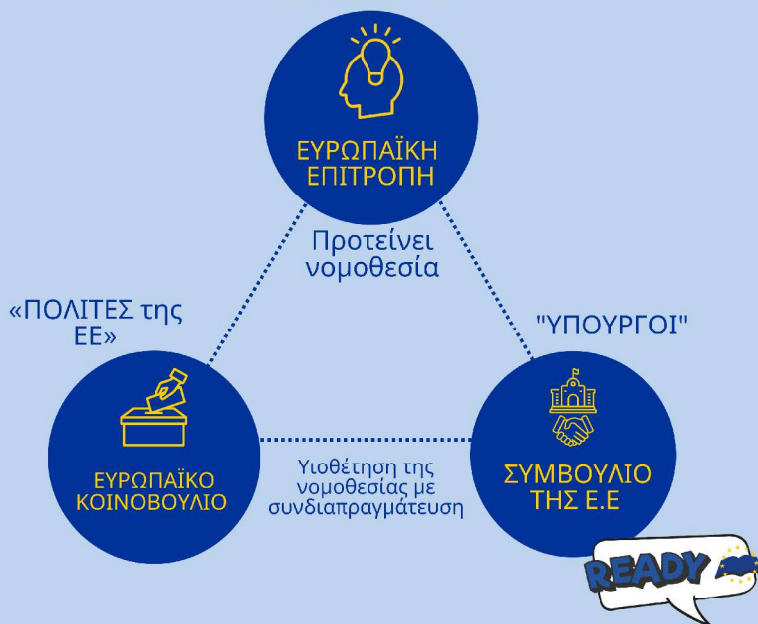 ΕΥΡΩΠΑΪΚΗ
ΕΠΙΤΡΟΠΗ
Προτείνει
νομοθεσία
«ΠΟΛΙΤΕΣ της
ΕΕ»
"ΥΠΟΥΡΓΟΙ"
ΕΥΡΩΠΑΪΚΟ
ΚΟΙΝΟΒΟΥΛΙΟ
Υιοθέτηση της
νομοθεσίας με
συνδιαπραγμάτευση
ΣΥΜΒΟΥΛΙΟ
ΤΗΣ Ε.Ε
READY